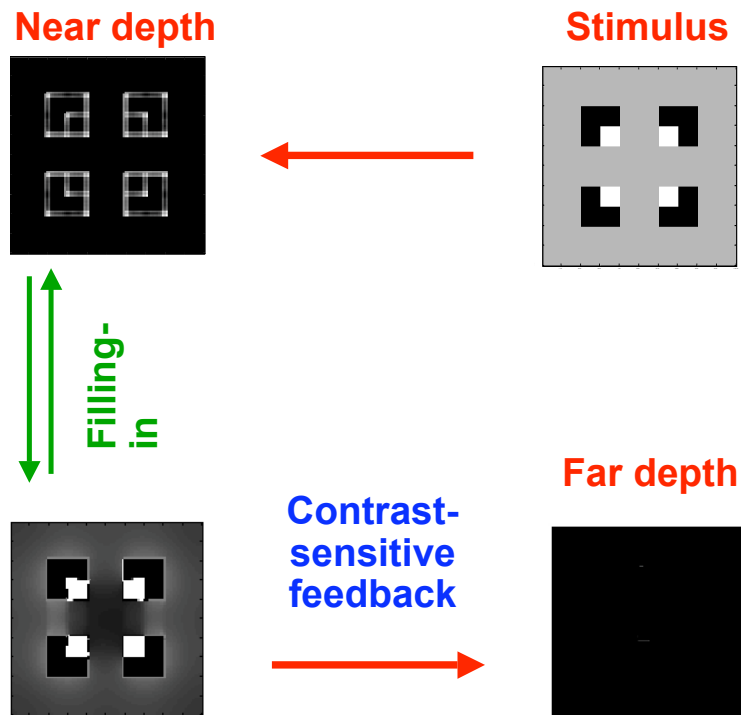 Near depth
Stimulus
Filling-
in
Far depth
Contrast-
sensitive
feedback